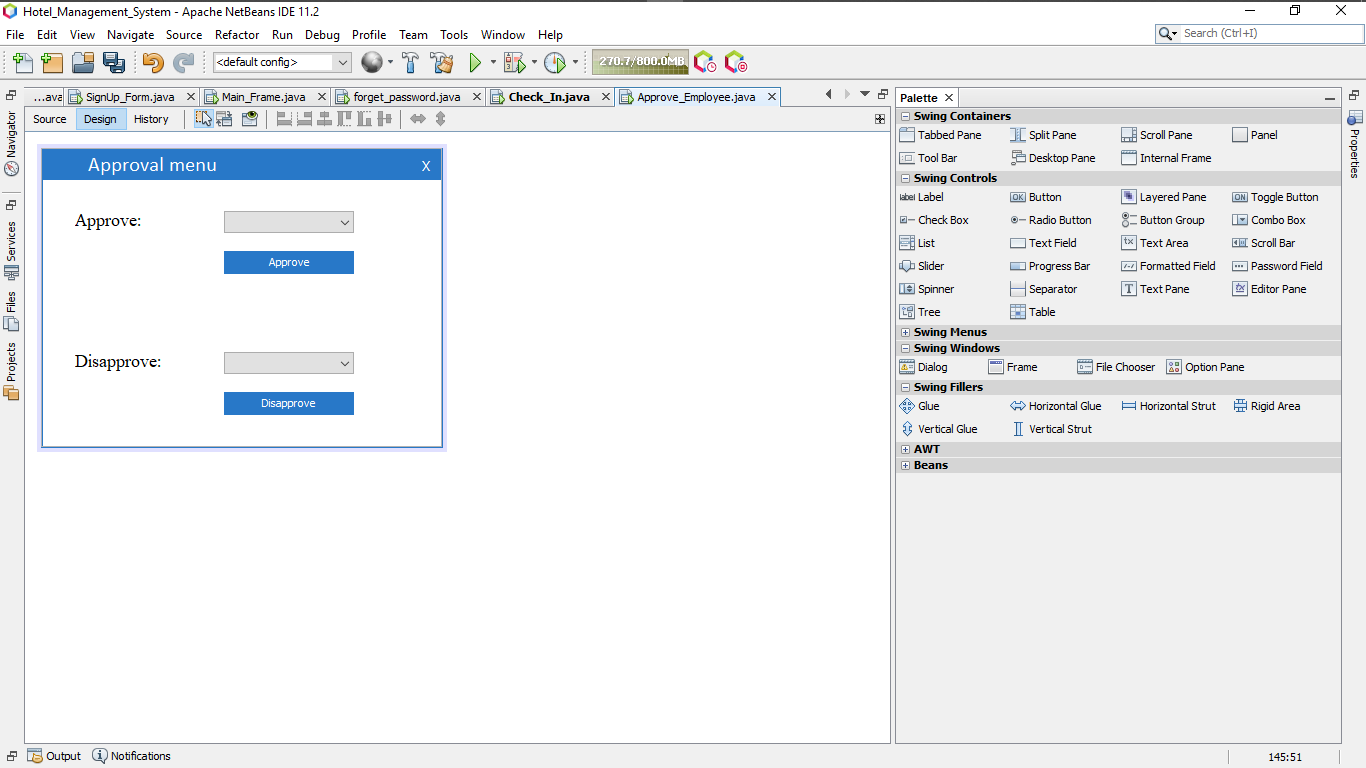 Hotel_Management_System - Apache NetBeans IDE 11.2
File Edit View Navigate Source Refactor Run Debug Profile Team Tools Window Help
Search (Ctrl+I)
<default config>
270.7/800.0MB
...ava SignUp_Form.java Main_Frame.java forget_password.java Check_In.java Approve_Employee.java
Source Design History
Navigator
Services
Files
Projects
Approval menu X
Approve:
Approve
Disapprove:
Disapprove
Palette
Swing Containers
Tabbed Pane Split Pane Scroll Pane Panel
Tool Bar Desktop Pane Internal Frame
Swing Controls
Label Button Layered Pane Toggle Button
Check Box Radio Button Button Group Combo Box
List Text Field Text Area Scroll Bar
Slider Progress Bar Formatted Field Password Field
Spinner Separator Text Pane Editor Pane
Tree Table
Swing Menus
Swing Windows
Dialog Frame File Chooser Option Pane
Swing Fillers
Glue Horizontal Glue Horizontal Strut Rigid Area
Vertical Glue Vertical Strut
AWT
Beans
Properties
Output Notifications
145:51